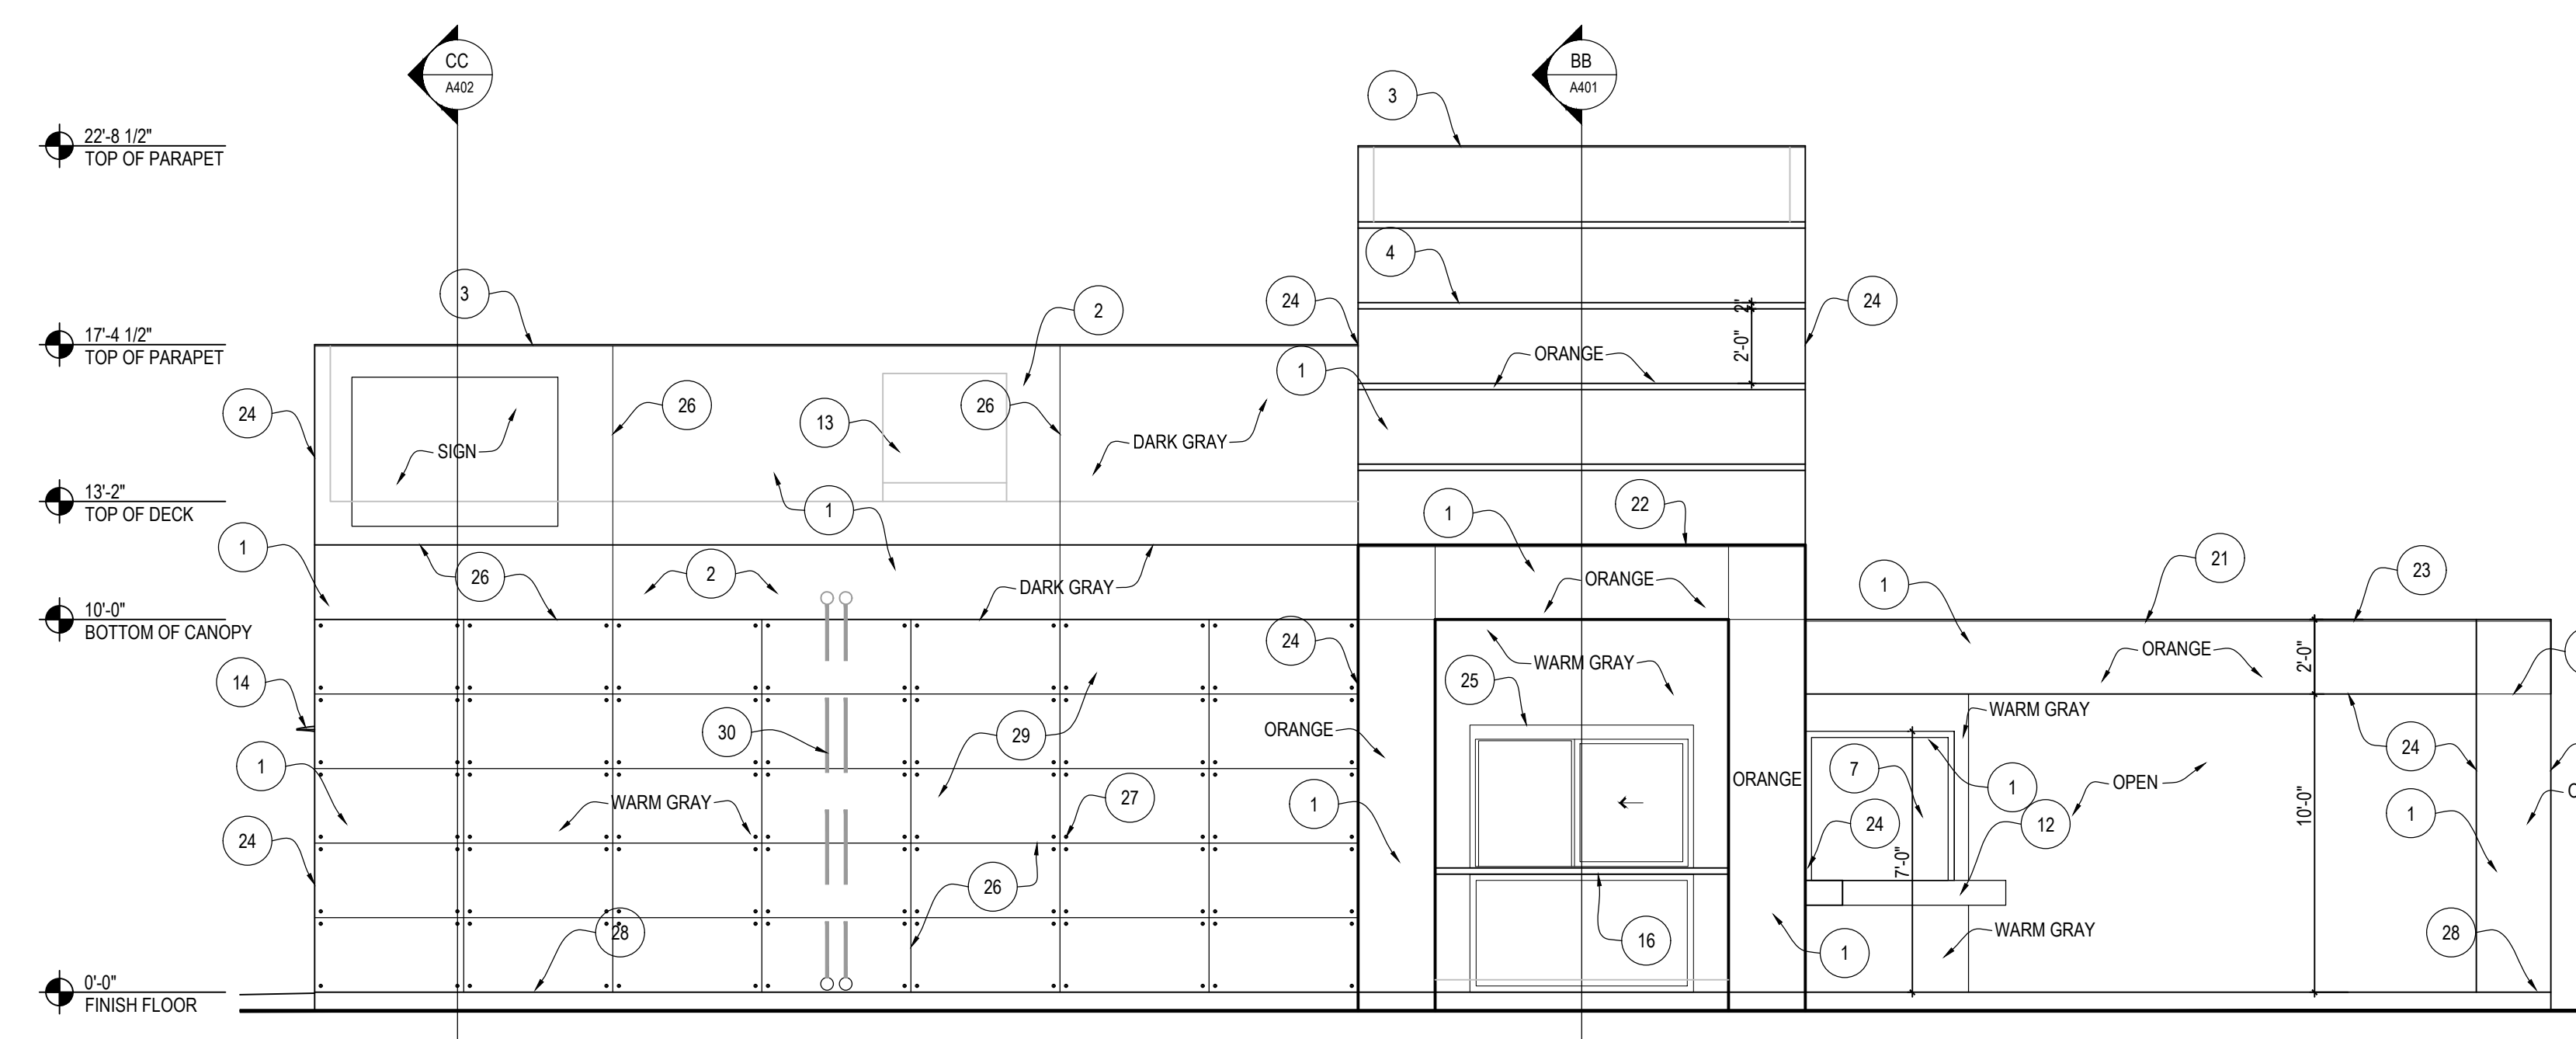 CC
BB
A402
A401
3
22'-8 1/2"
TOP OF PARAPET
4
3
24
2'
24
2
17'-4 1/2"
TOP OF PARAPET
2'-0"
ORANGE
1
26
26
24
13
DARK GRAY
SIGN
13'-2"
TOP OF DECK
22
1
1
1
21
23
2
26
ORANGE
1
DARK GRAY
10'-0"
BOTTOM OF CANOPY
24
ORANGE
2'-0"
WARM GRAY
14
25
WARM GRAY
30
29
ORANGE
24
1
7
ORANGE
OPEN
1
27
WARM GRAY
1
10'-0"
1
24
24
12
7'-0"
26
28
WARM GRAY
28
16
1
0'-0"
FINISH FLOOR